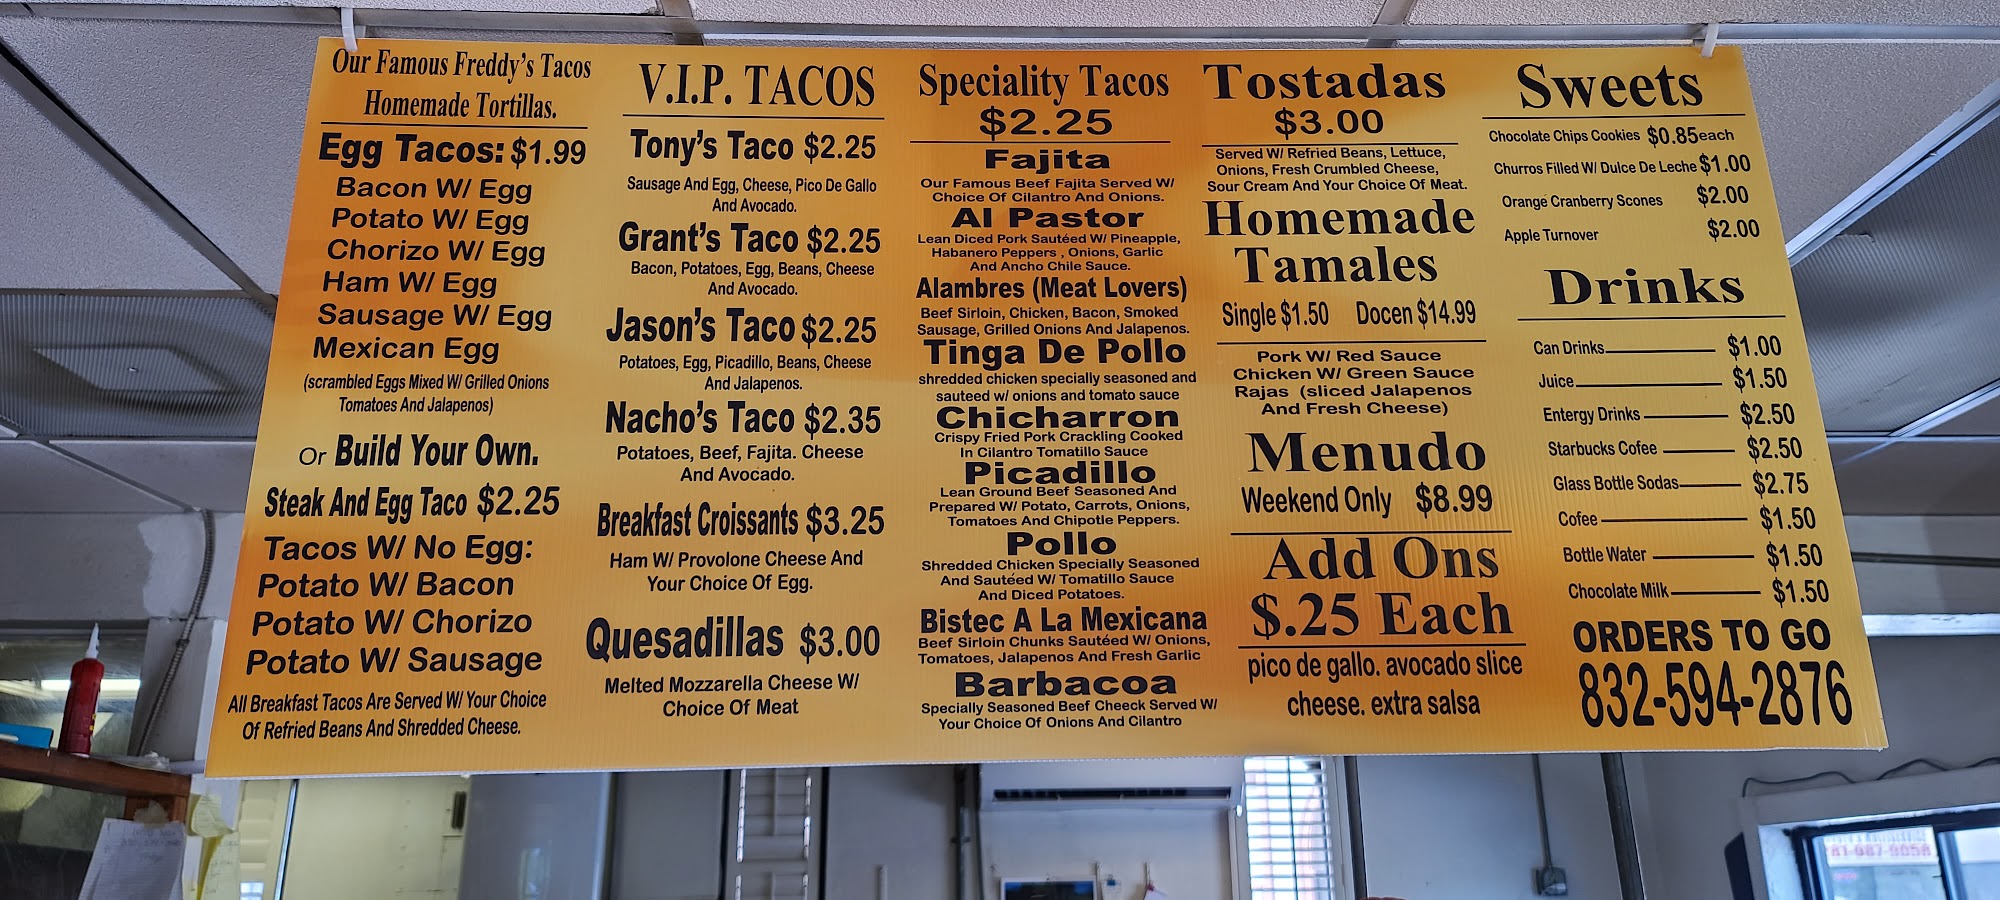 Our Famous Freddy's Tacos
Homemade Tortillas.
Egg Tacos: $1.99
Bacon W/ Egg
Potato W/ Egg
Chorizo W/ Egg
Ham W/ Egg
Sausage W/ Egg
Mexican Egg
(scrambled Eggs Mixed W/ Grilled Onions
Tomatoes And Jalapenos)
Or Build Your Own.
Steak And Egg Taco $2.25
Tacos W/ No Egg:
Potato W/ Bacon
Potato W/ Chorizo
Potato W/ Sausage
All Breakfast Tacos Are Served W/ Your Choice
Of Refried Beans And Shredded Cheese.
V.I.P. TACOS
Tony's Taco $2.25
Sausage And Egg, Cheese, Pico De Gallo
And Avocado.
Grant's Taco $2.25
Bacon, Potatoes, Egg, Beans, Cheese
And Avocado.
Jason's Taco $2.25
Potatoes, Egg, Picadillo, Beans, Cheese
And Jalapenos.
Nacho's Taco $2.35
Potatoes, Beef, Fajita. Cheese
And Avocado.
Breakfast Croissants $3.25
Ham W/ Provolone Cheese And
Your Choice Of Egg.
Quesadillas $3.00
Melted Mozzarella Cheese W/
Choice Of Meat
Speciality Tacos
$2.25
Fajita
Our Famous Beef Fajita Served W/
Choice Of Cilantro And Onions.
Al Pastor
Lean Diced Pork Sautéed W/ Pineapple,
Habanero Peppers , Onions, Garlic
And Ancho Chile Sauce.
Alambres (Meat Lovers)
Beef Sirloin, Chicken, Bacon, Smoked
Sausage, Grilled Onions And Jalapenos.
Tinga De Pollo
shredded chicken specially seasoned and
sauteed w/ onions and tomato sauce
Chicharron
Crispy Fried Pork Crackling Cooked
In Cilantro Tomatillo Sauce
Picadillo
Lean Ground Beef Seasoned And
Prepared W/ Potato, Carrots, Onions,
Tomatoes And Chipotle Peppers.
Pollo
Shredded Chicken Specially Seasoned
And Sautéed W/ Tomatillo Sauce
And Diced Potatoes.
Bistec A La Mexicana
Beef Sirloin Chunks Sautéed W/ Onions,
Tomatoes, Jalapenos And Fresh Garlic
Barbacoa
Specially Seasoned Beef Cheeck Served W/
Your Choice Of Onions And Cilantro
Tostadas
$3.00
Served W/ Refried Beans, Lettuce,
Onions, Fresh Crumbled Cheese,
Sour Cream And Your Choice Of Meat.
Homemade
Tamales
Single $1.50 Docen $14.99
Pork W/ Red Sauce
Chicken W/ Green Sauce
Rajas (sliced Jalapenos
And Fresh Cheese)
Menudo
Weekend Only $8.99
Add Ons
$.25 Each
pico de gallo. avocado slice
cheese. extra salsa
Sweets
Chocolate Chips Cookies $0.85each
Churros Filled W/ Dulce De Leche $1.00
Orange Cranberry Scones $2.00
Apple Turnover $2.00
Drinks
Can Drinks $1.00
Juice $1.50
Entergy Drinks $2.50
Starbucks Cofee $2.50
Glass Bottle Sodas $2.75
Cofee $1.50
Bottle Water $1.50
Chocolate Milk $1.50
ORDERS TO GO
832-594-2876